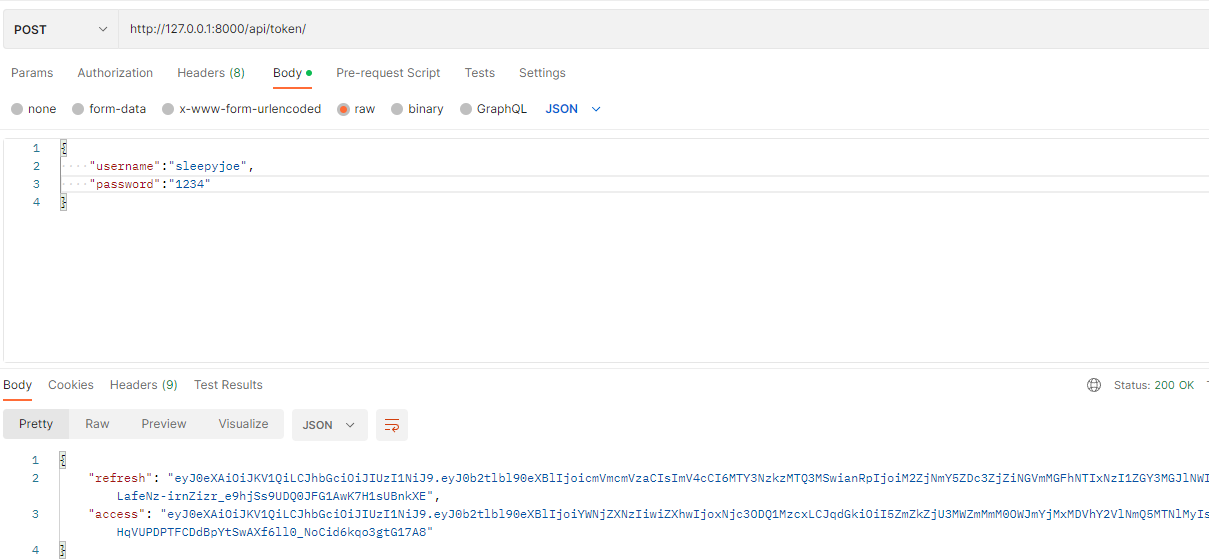 POST http://127.0.0.1:8000/api/token/
Params Authorization Headers (8) Body Pre-request Script Tests Settings
none form-data x-www-form-urlencoded raw binary GraphQL JSON
1 {
2 "username":"sleepyjoe",
3 "password":"1234"
4 }
Body Cookies Headers (9) Test Results Status: 200 OK
Pretty Raw Preview Visualize JSON
1 {
2 "refresh": "eyJ0eXAiOiJKV1QiLCJhbGciOiJIUzI1NiJ9.eyJ0b2tlbl90eXBlIjoicmVmcmVzaCIsImV4cCI6MTY3NzkzMTQ3MSwianRpIjoiM2ZjNmY5ZDc3ZjZiNGVmMGFhNTIxNzI1ZGY3MGJlNWI
LafeNz-irnZizr_e9hjSs9UDQ0JFG1AwK7H1sUBnkXE",
3 "access": "eyJ0eXAiOiJKV1QiLCJhbGciOiJIUzI1NiJ9.eyJ0b2tlbl90eXBlIjoiYWNjZXNzIiwiZXhwIjoxNjc3ODQ1MzcxLCJqdGkiOiI5ZmZkZjU3MWZmMmM0OWJmYjMxMDVhY2VlNmQ5MTNlMyIs
HqVUPDPTFCDdBpYtSwAXf6ll0_NoCid6kqo3gtG17A8"
4 }